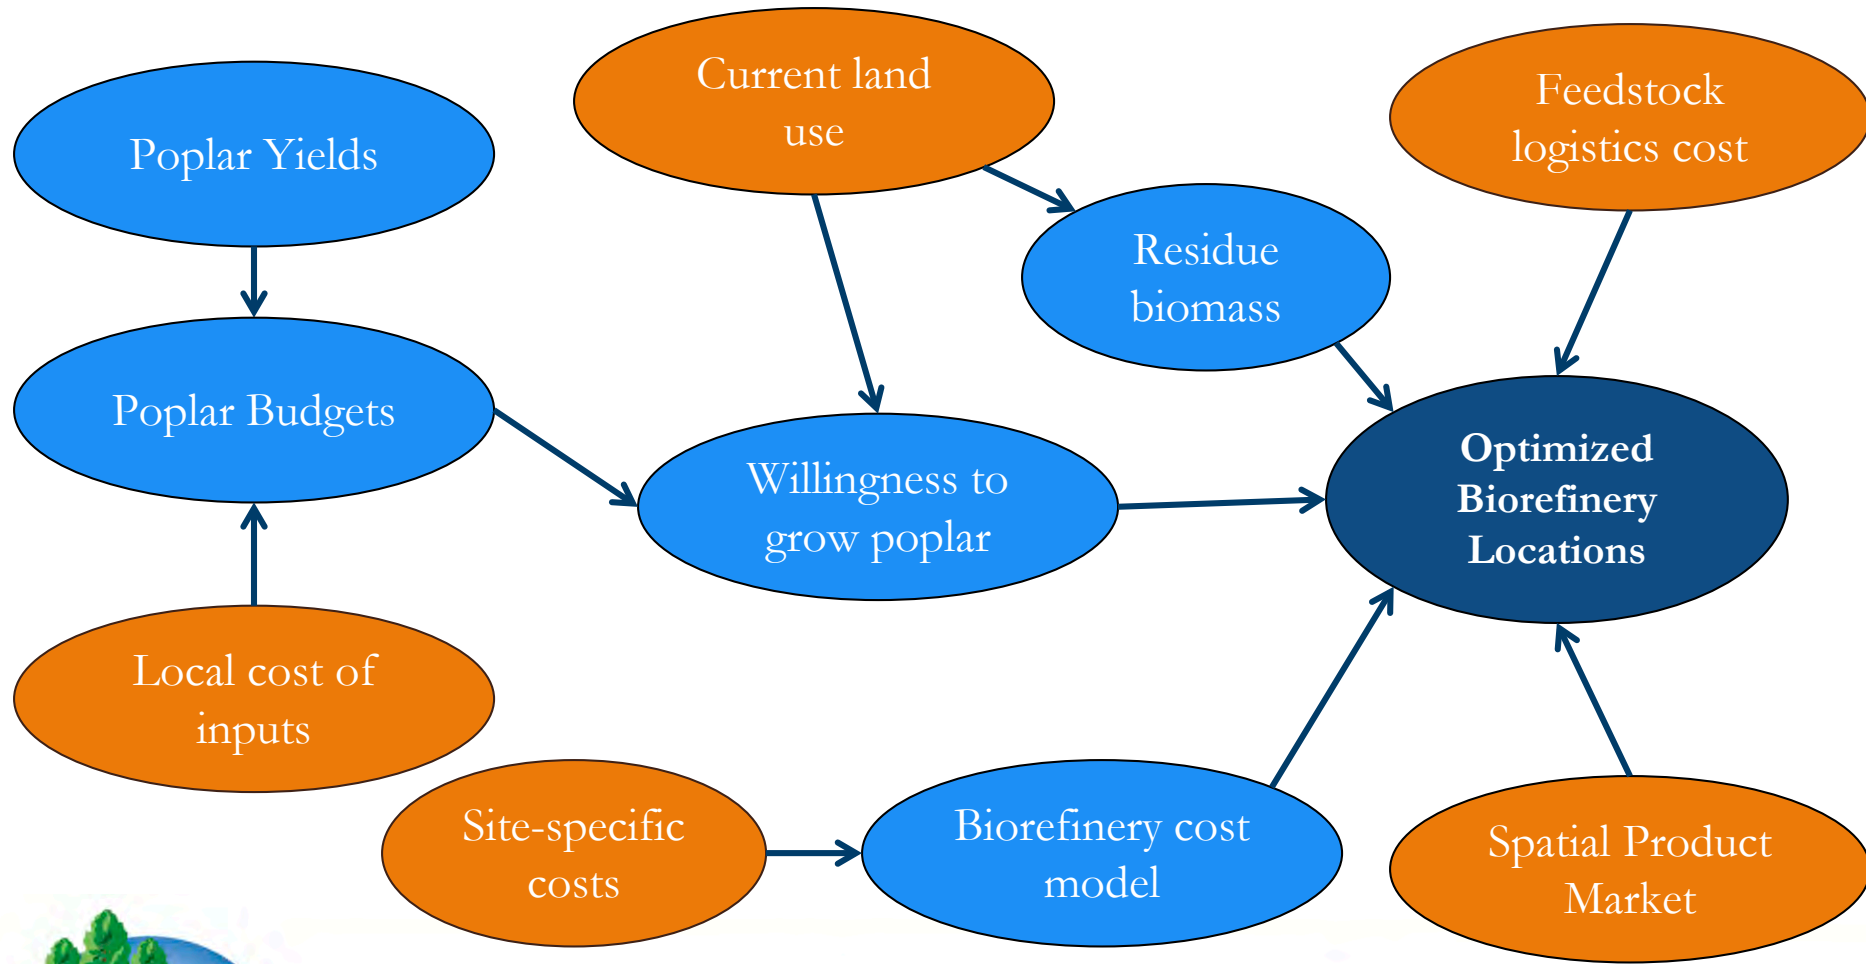 Current land
use
Feedstock
logistics cost
Poplar Yields
Residue
biomass
Poplar Budgets
Willingness to
grow poplar
Optimized
Biorefinery
Locations
Local cost of
inputs
Site-specific
costs
Biorefinery cost
model
Spatial Product
Market